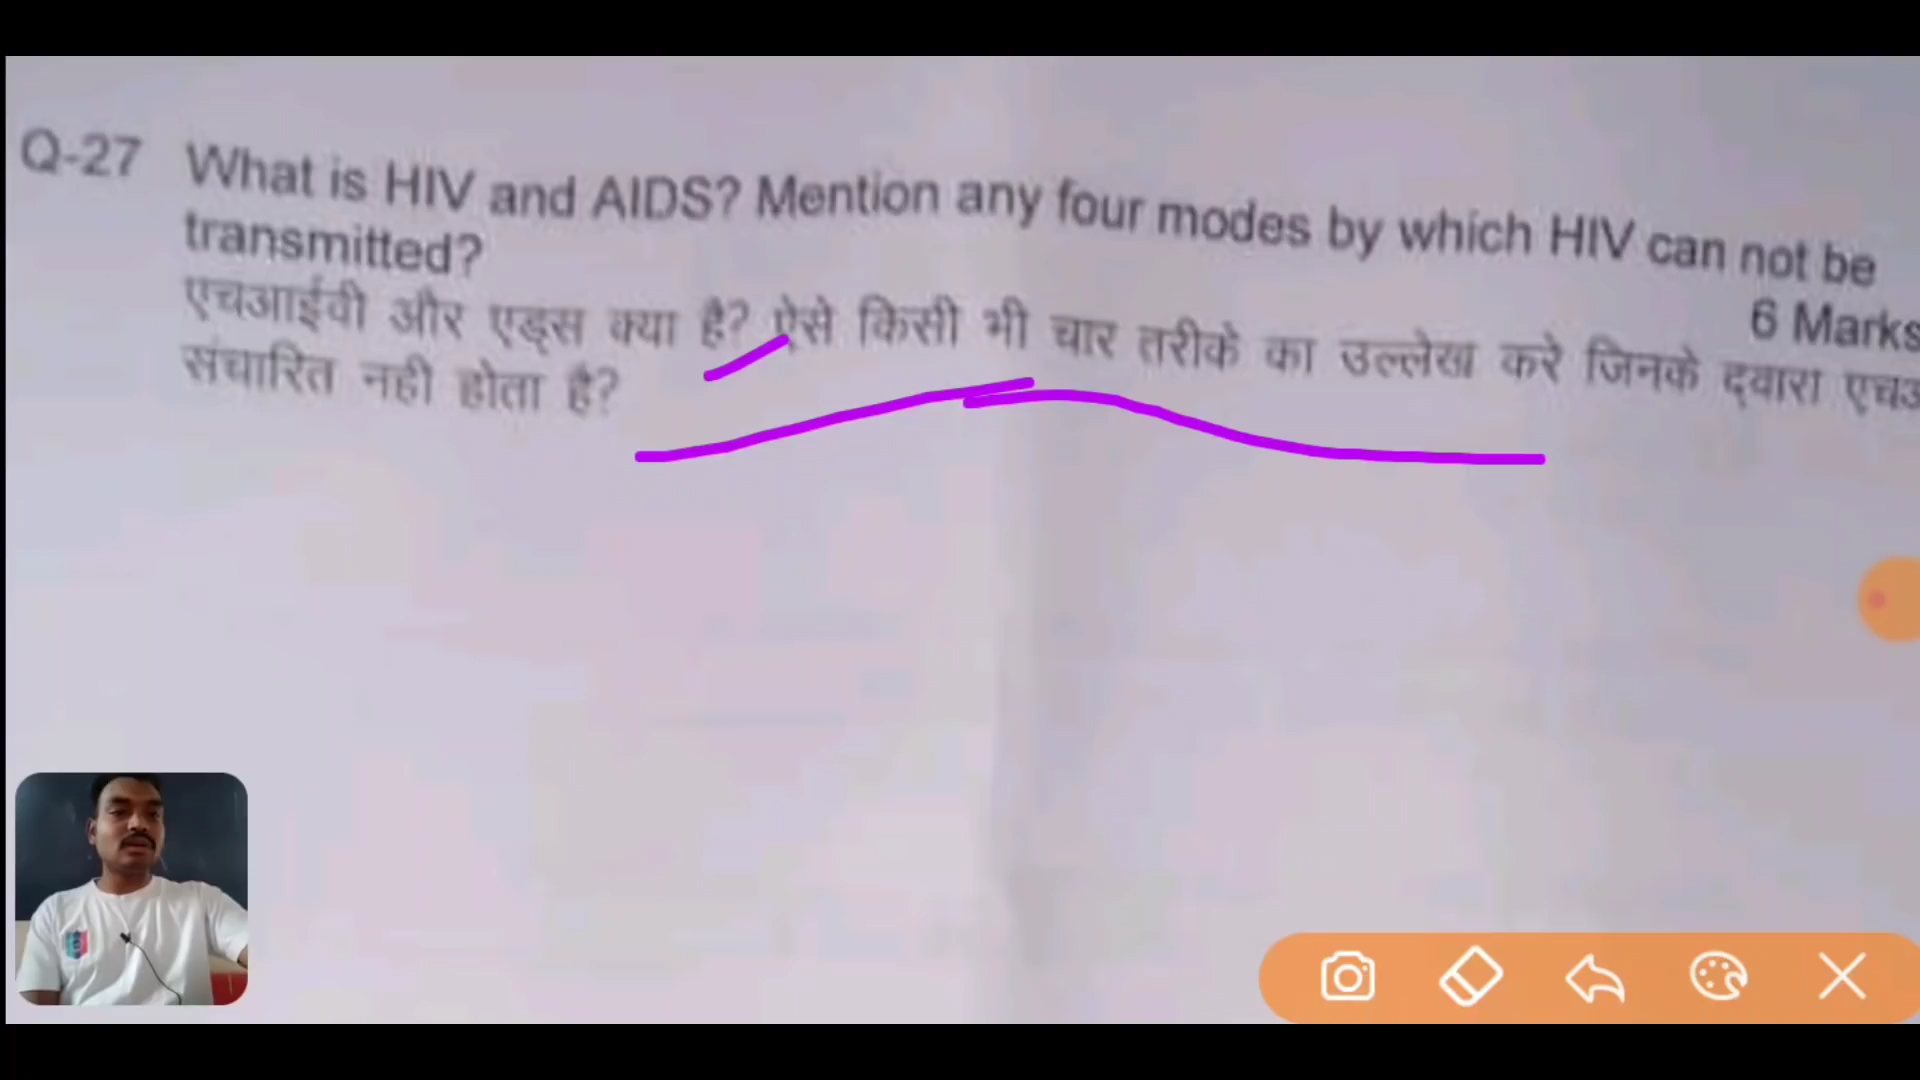 Q-27 What is HIV and AIDS? Mention any four modes by which HIV can not be
transmitted?
6 Marks
एचआईवी और एड्स क्या है? ऐसे किसी भी चार तरीके का उल्लेख करे जिनके द्वारा
संचारित नही होता है?